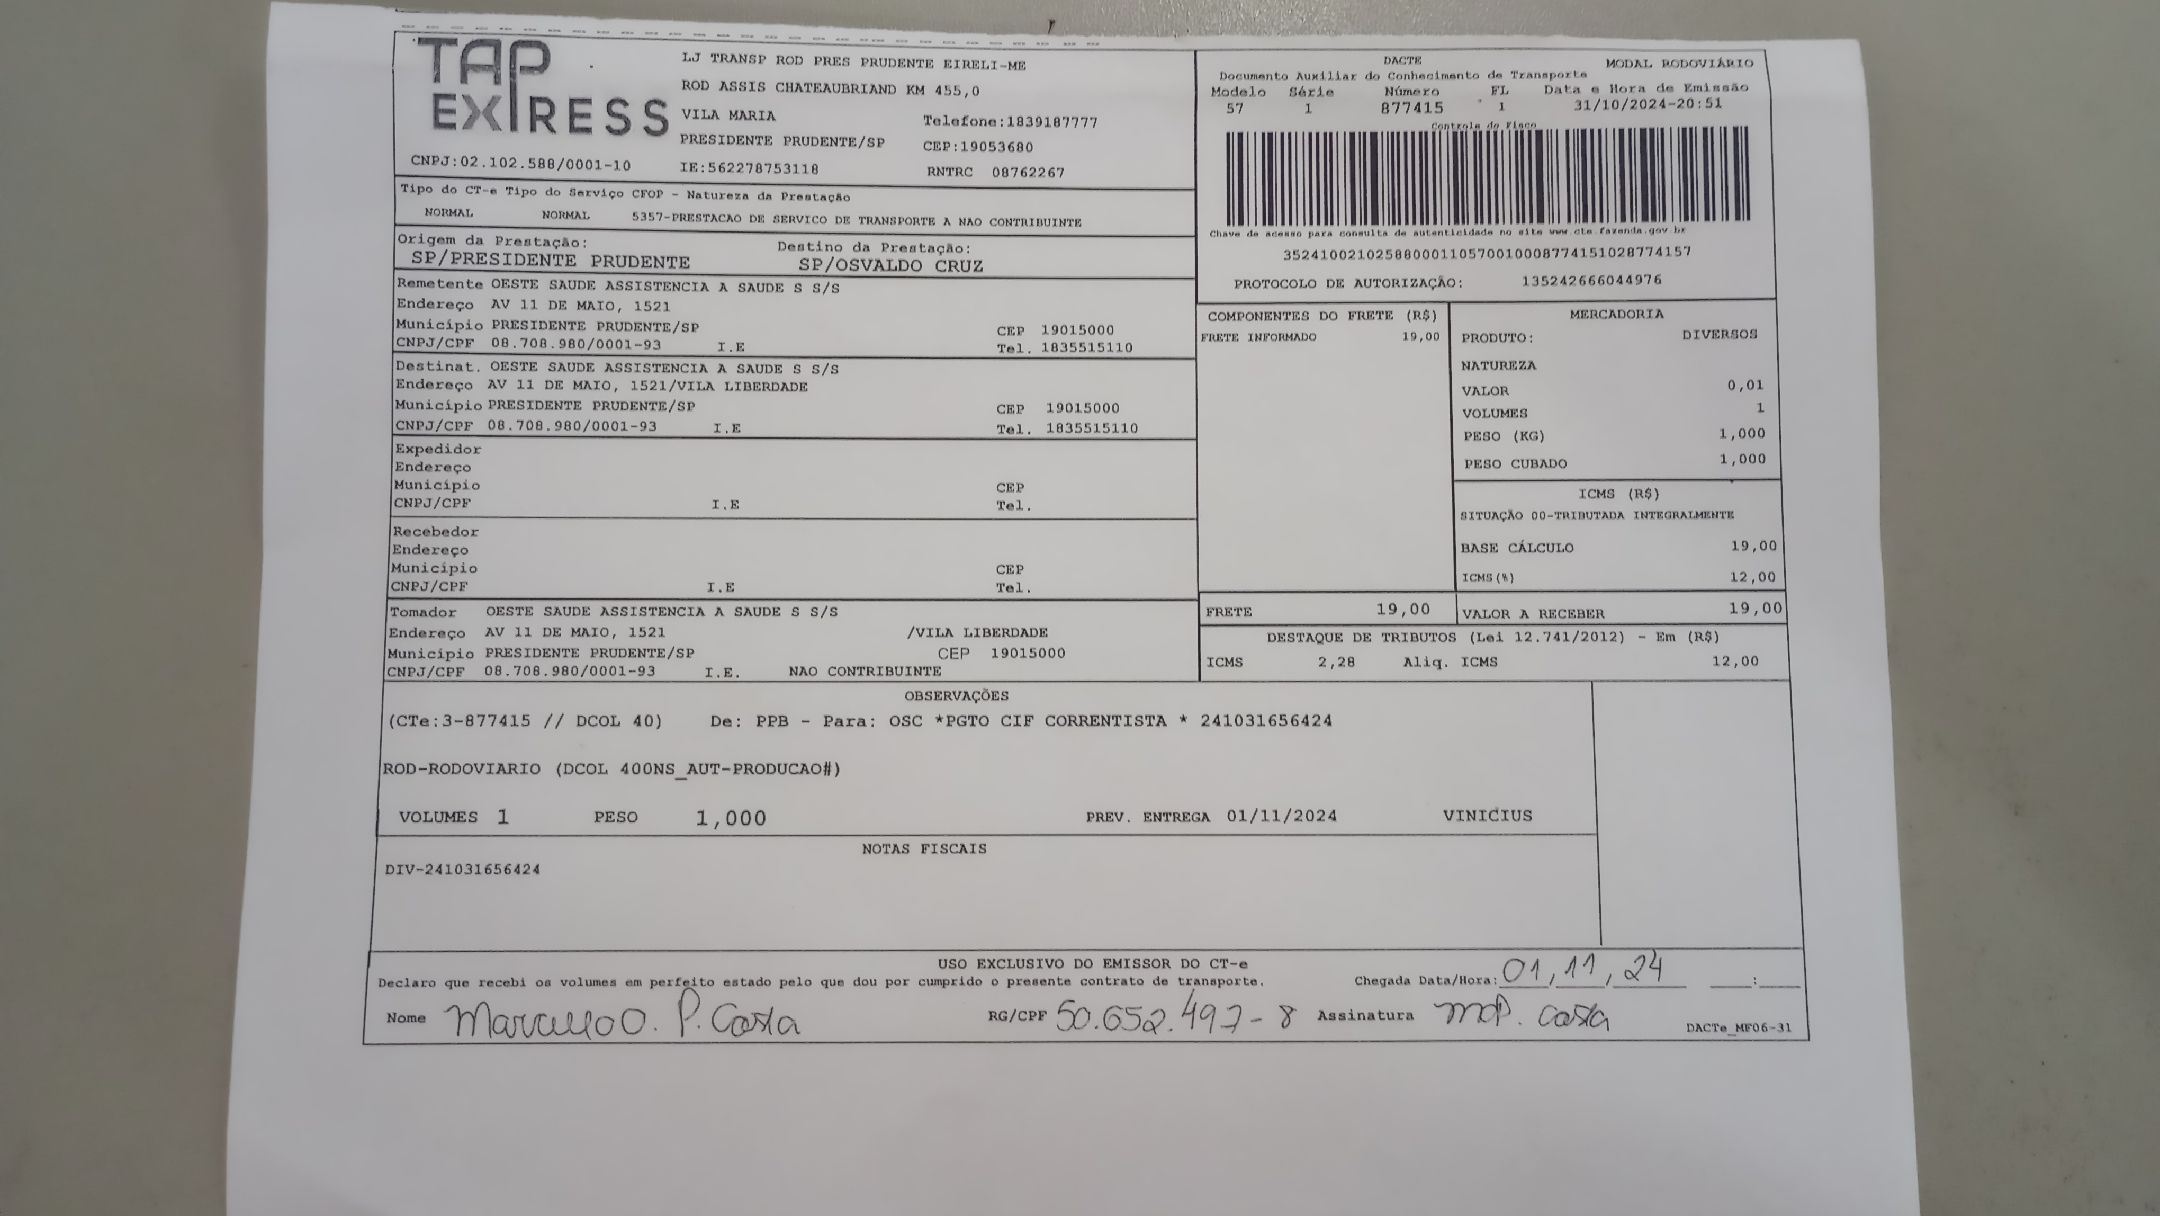 TAP
EXPRESS
LJ TRANSP ROD PRES PRUDENTE EIRELI-ME
ROD ASSIS CHATEAUBRIAND KM 455,0
VILA MARIA
Telefone:1839187777
PRESIDENTE PRUDENTE/SP
CEP:19053680
CNPJ:02.102.588/0001-10
IE:562278753118
RNTRC 08762267
DACTE
MODAL RODOVIÁRIO
Documento Auxiliar do Conhecimento de Transporte
Modelo Série Número FL Data e Hora de Emissão
57 1 877415 1 31/10/2024-20:51
Controle do Fisco
Chave de acesso para consulta de autenticidade no site www.cte.fazenda.gov.br
35241002102588000110570010008774151028774157
PROTOCOLO DE AUTORIZAÇÃO: 135242666044976
Tipo do CT-e Tipo do Serviço CFOP - Natureza da Prestação
NORMAL NORMAL 5357-PRESTACAO DE SERVICO DE TRANSPORTE A NAO CONTRIBUINTE
Origem da Prestação: Destino da Prestação:
SP/PRESIDENTE PRUDENTE SP/OSVALDO CRUZ
Remetente OESTE SAUDE ASSISTENCIA A SAUDE S S/S
Endereço AV 11 DE MAIO, 1521
Município PRESIDENTE PRUDENTE/SP CEP 19015000
CNPJ/CPF 08.708.980/0001-93 I.E Tel. 1835515110
Destinat. OESTE SAUDE ASSISTENCIA A SAUDE S S/S
Endereço AV 11 DE MAIO, 1521/VILA LIBERDADE
Município PRESIDENTE PRUDENTE/SP CEP 19015000
CNPJ/CPF 08.708.980/0001-93 I.E Tel. 1835515110
Expedidor
Endereço
Município CEP
CNPJ/CPF I.E Tel.
Recebedor
Endereço
Município CEP
CNPJ/CPF I.E Tel.
Tomador OESTE SAUDE ASSISTENCIA A SAUDE S S/S
Endereço AV 11 DE MAIO, 1521 /VILA LIBERDADE
Município PRESIDENTE PRUDENTE/SP CEP 19015000
CNPJ/CPF 08.708.980/0001-93 I.E. NAO CONTRIBUINTE
COMPONENTES DO FRETE (R$)
FRETE INFORMADO 19,00
MERCADORIA
PRODUTO: DIVERSOS
NATUREZA
VALOR 0,01
VOLUMES 1
PESO (KG) 1,000
PESO CUBADO 1,000
ICMS (R$)
SITUAÇÃO 00-TRIBUTADA INTEGRALMENTE
BASE CÁLCULO 19,00
ICMS(%) 12,00
FRETE 19,00 VALOR A RECEBER 19,00
DESTAQUE DE TRIBUTOS (Lei 12.741/2012) - Em (R$)
ICMS 2,28 Aliq. ICMS 12,00
OBSERVAÇÕES
(CTe:3-877415 // DCOL 40) De: PPB - Para: OSC *PGTO CIF CORRENTISTA * 241031656424
ROD-RODOVIARIO (DCOL 400NS_AUT-PRODUCAO#)
VOLUMES 1 PESO 1,000 PREV. ENTREGA 01/11/2024 VINICIUS
NOTAS FISCAIS
DIV-241031656424
USO EXCLUSIVO DO EMISSOR DO CT-e
Declaro que recebi os volumes em perfeito estado pelo que dou por cumprido o presente contrato de transporte. Chegada Data/Hora: 01,11,24 :
Nome P. Costa RG/CPF 50.652.497-8 Assinatura Costa
DACTe_MF06-31